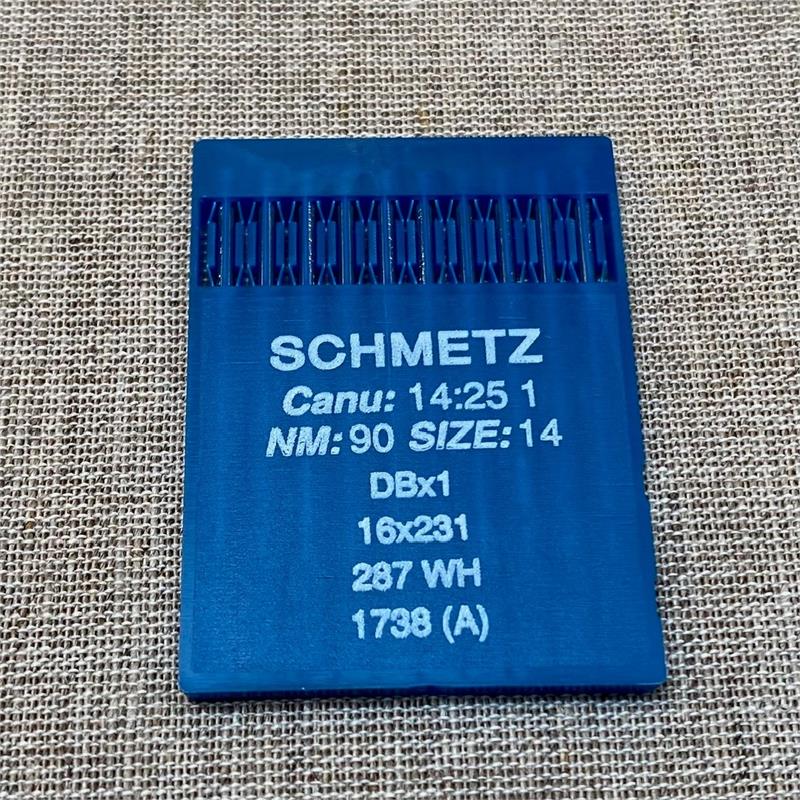 SCHMETZ
Canu: 14:25 1
NM: 90 SIZE: 14
DBx1
16x231
287 WH
1738 (A)